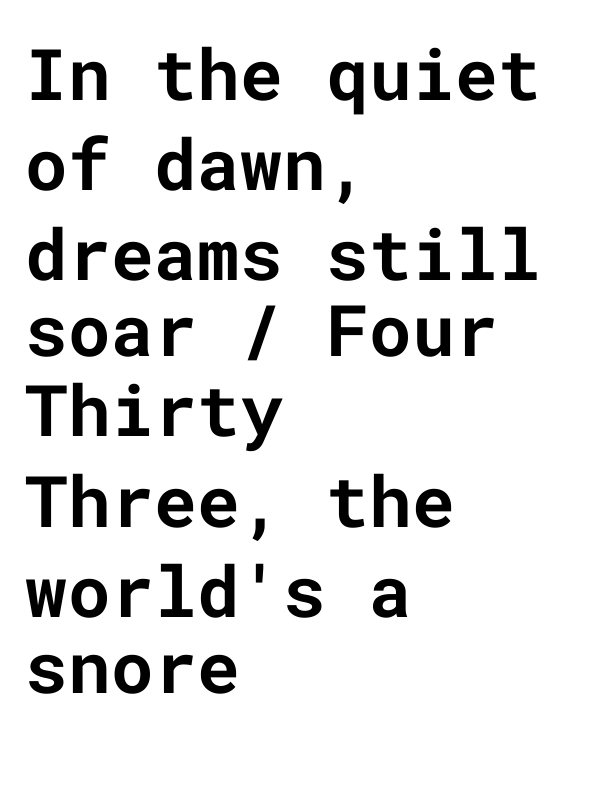 In the quiet
of dawn,
dreams still
soar / Four
Thirty
Three, the
world's a
snore